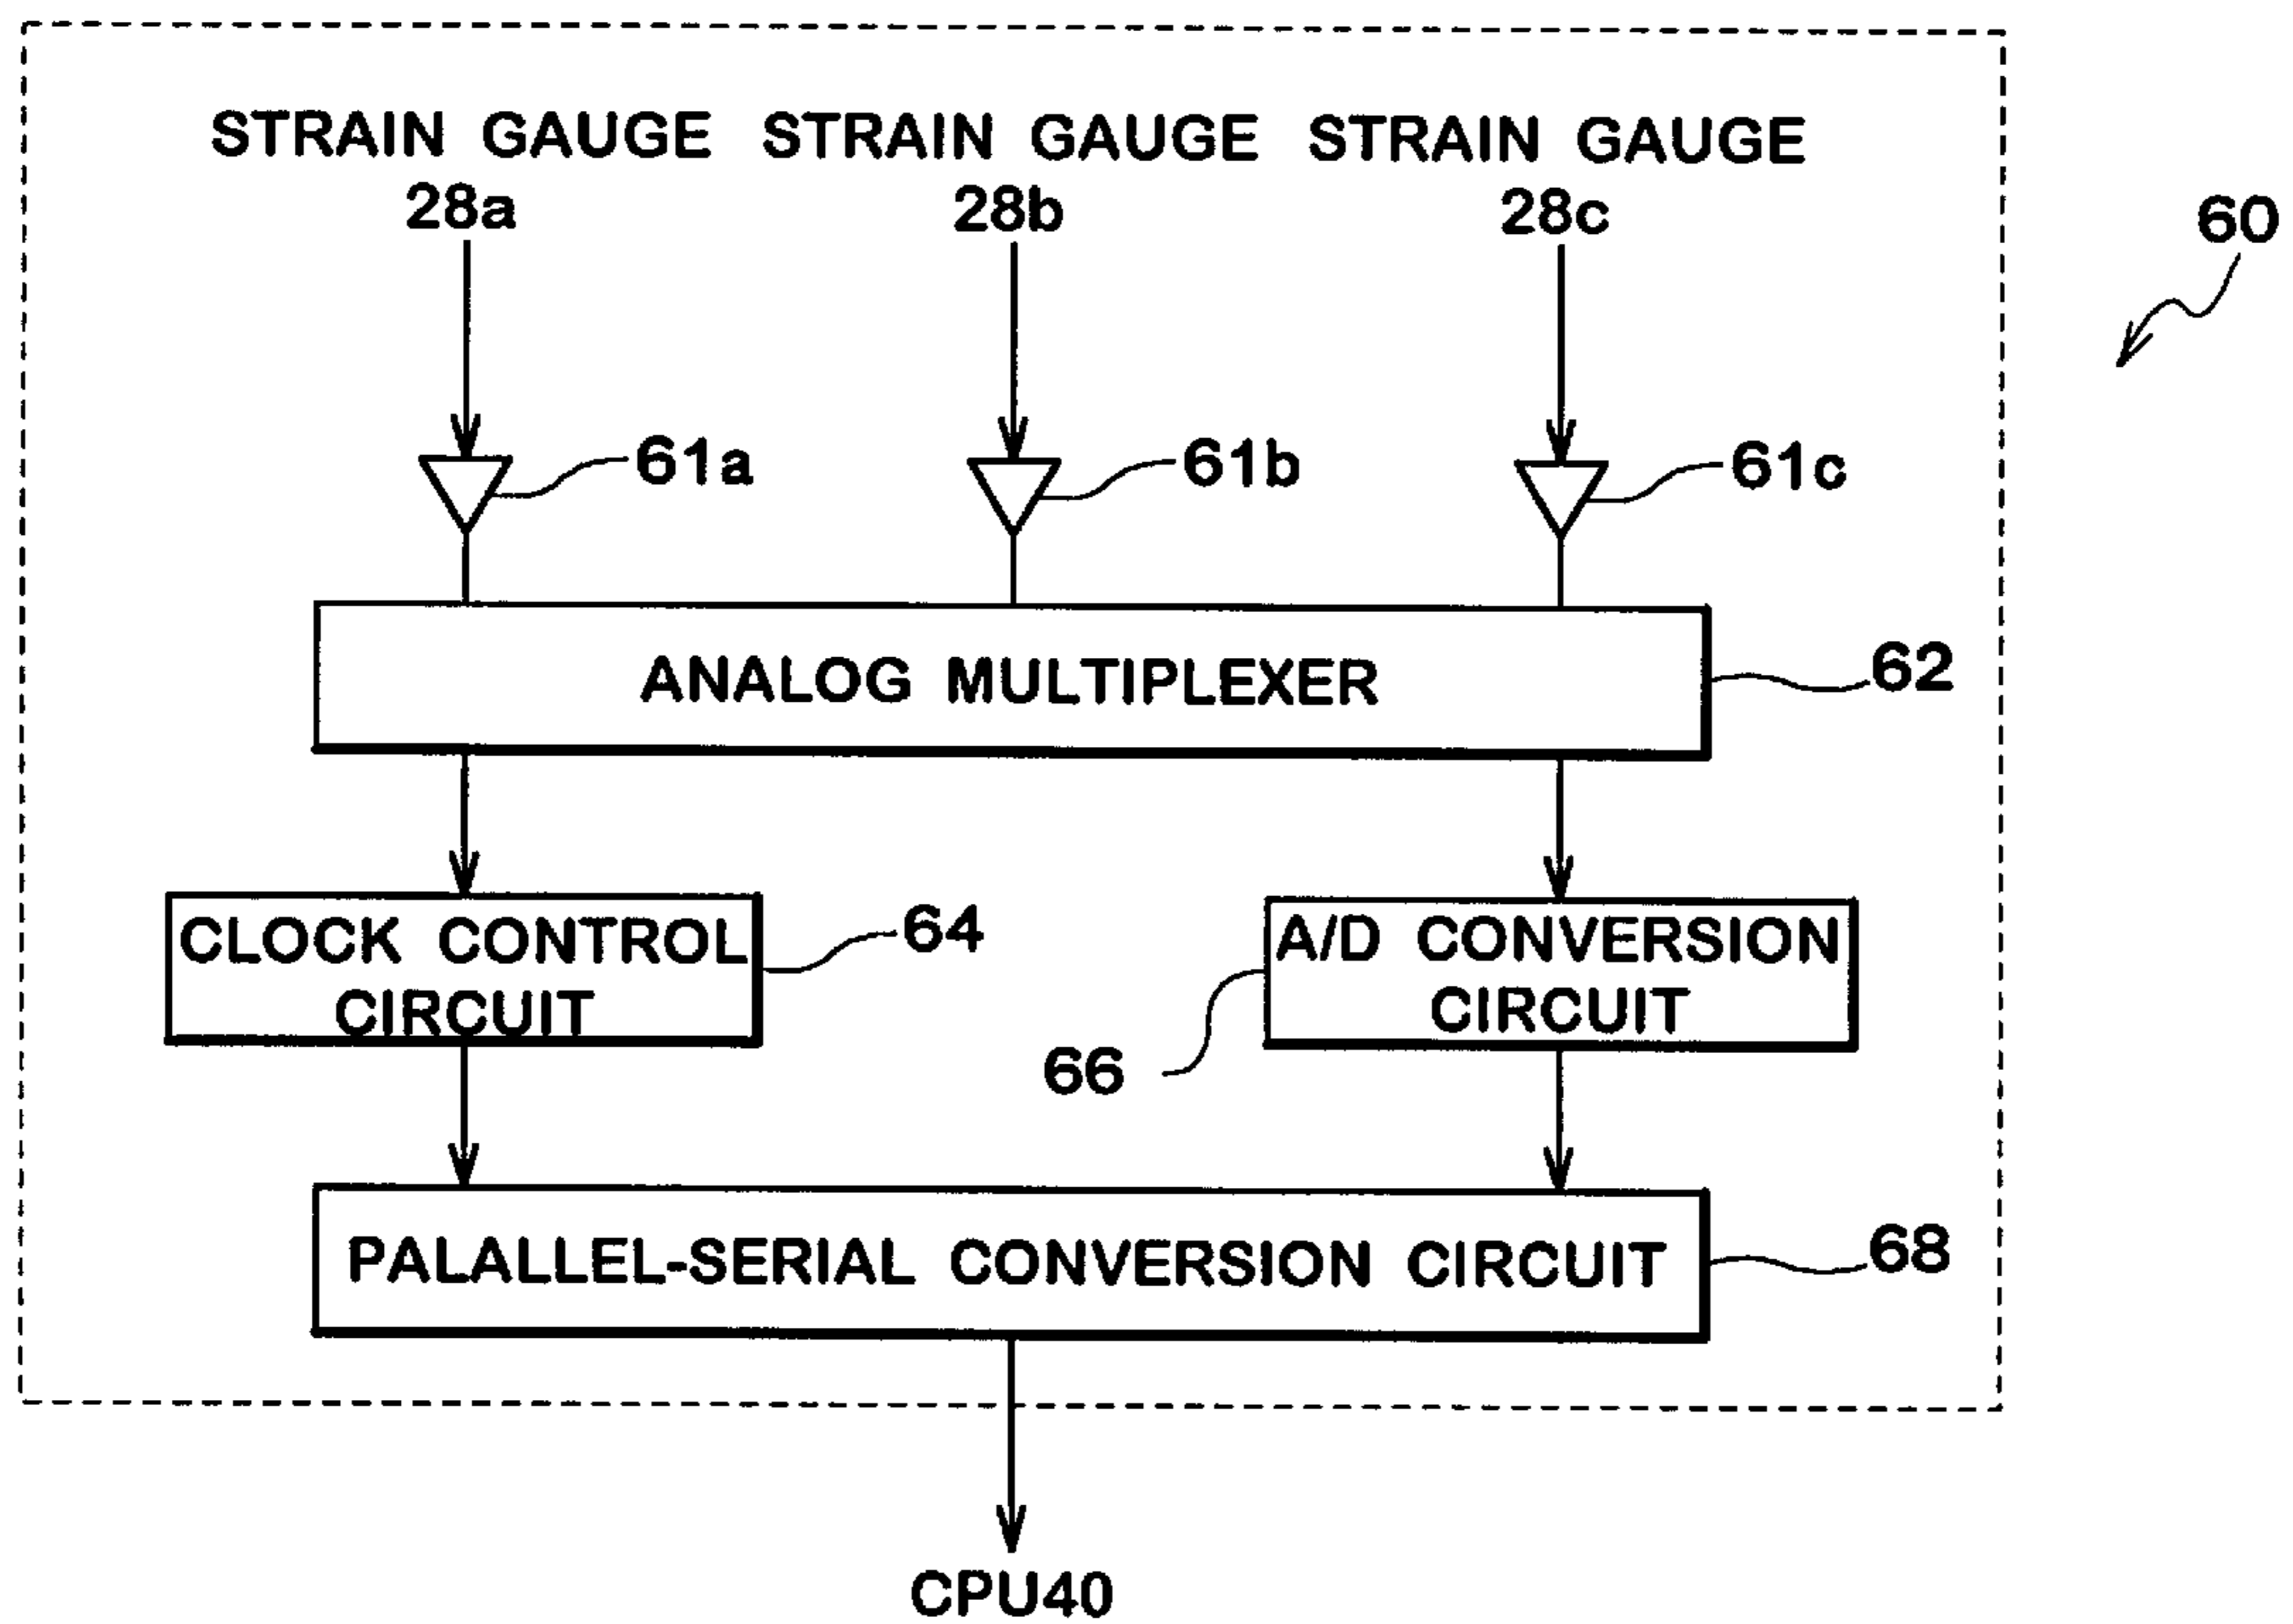 STRAIN GAUGE STRAIN GAUGE STRAIN GAUGE
28a 28b 28c
60
61a 61b 61c
ANALOG MULTIPLEXER
62
CLOCK CONTROL
CIRCUIT
64
A/D CONVERSION
CIRCUIT
66
PALALLEL-SERIAL CONVERSION CIRCUIT
68
CPU40